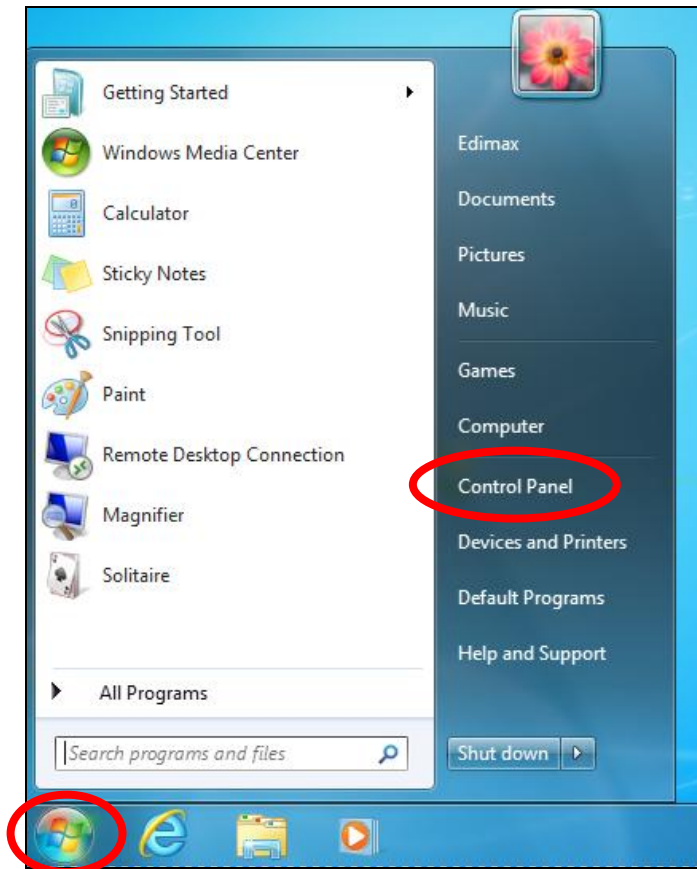 Getting Started
Windows Media Center
Calculator
Sticky Notes
Snipping Tool
Paint
Remote Desktop Connection
Magnifier
Solitaire
All Programs
Search programs and files
Edimax
Documents
Pictures
Music
Games
Computer
Control Panel
Devices and Printers
Default Programs
Help and Support
Shut down